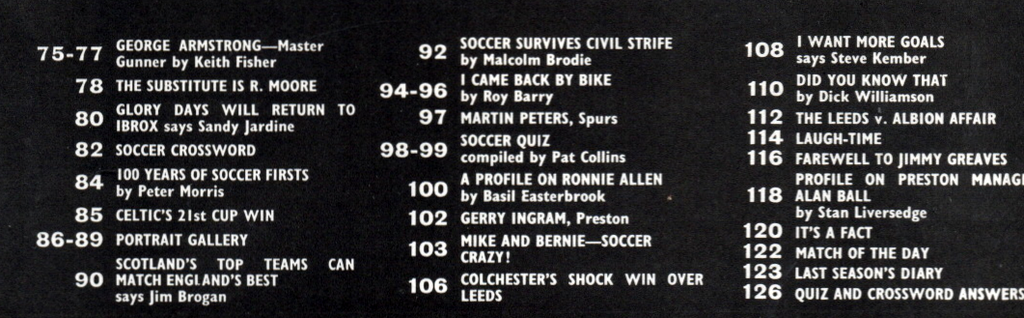 75-77 GEORGE ARMSTRONG—Master
Gunner by Keith Fisher
78 THE SUBSTITUTE IS R. MOORE
80 GLORY DAYS WILL RETURN TO
IBROX says Sandy Jardine
82 SOCCER CROSSWORD
84 100 YEARS OF SOCCER FIRSTS
by Peter Morris
85 CELTIC'S 21st CUP WIN
86-89 PORTRAIT GALLERY
90 SCOTLAND'S TOP TEAMS CAN
MATCH ENGLAND'S BEST
says Jim Brogan
92 SOCCER SURVIVES CIVIL STRIFE
by Malcolm Brodie
94-96 I CAME BACK BY BIKE
by Roy Barry
97 MARTIN PETERS, Spurs
98-99 SOCCER QUIZ
compiled by Pat Collins
100 A PROFILE ON RONNIE ALLEN
by Basil Easterbrook
102 GERRY INGRAM, Preston
103 MIKE AND BERNIE—SOCCER
CRAZY!
106 COLCHESTER'S SHOCK WIN OVER
LEEDS
108 I WANT MORE GOALS
says Steve Kember
110 DID YOU KNOW THAT
by Dick Williamson
112 THE LEEDS v. ALBION AFFAIR
114 LAUGH-TIME
116 FAREWELL TO JIMMY GREAVES
118 PROFILE ON PRESTON MANAG
ALAN BALL
by Stan Liversedge
120 IT'S A FACT
122 MATCH OF THE DAY
123 LAST SEASON'S DIARY
126 QUIZ AND CROSSWORD ANSWERS